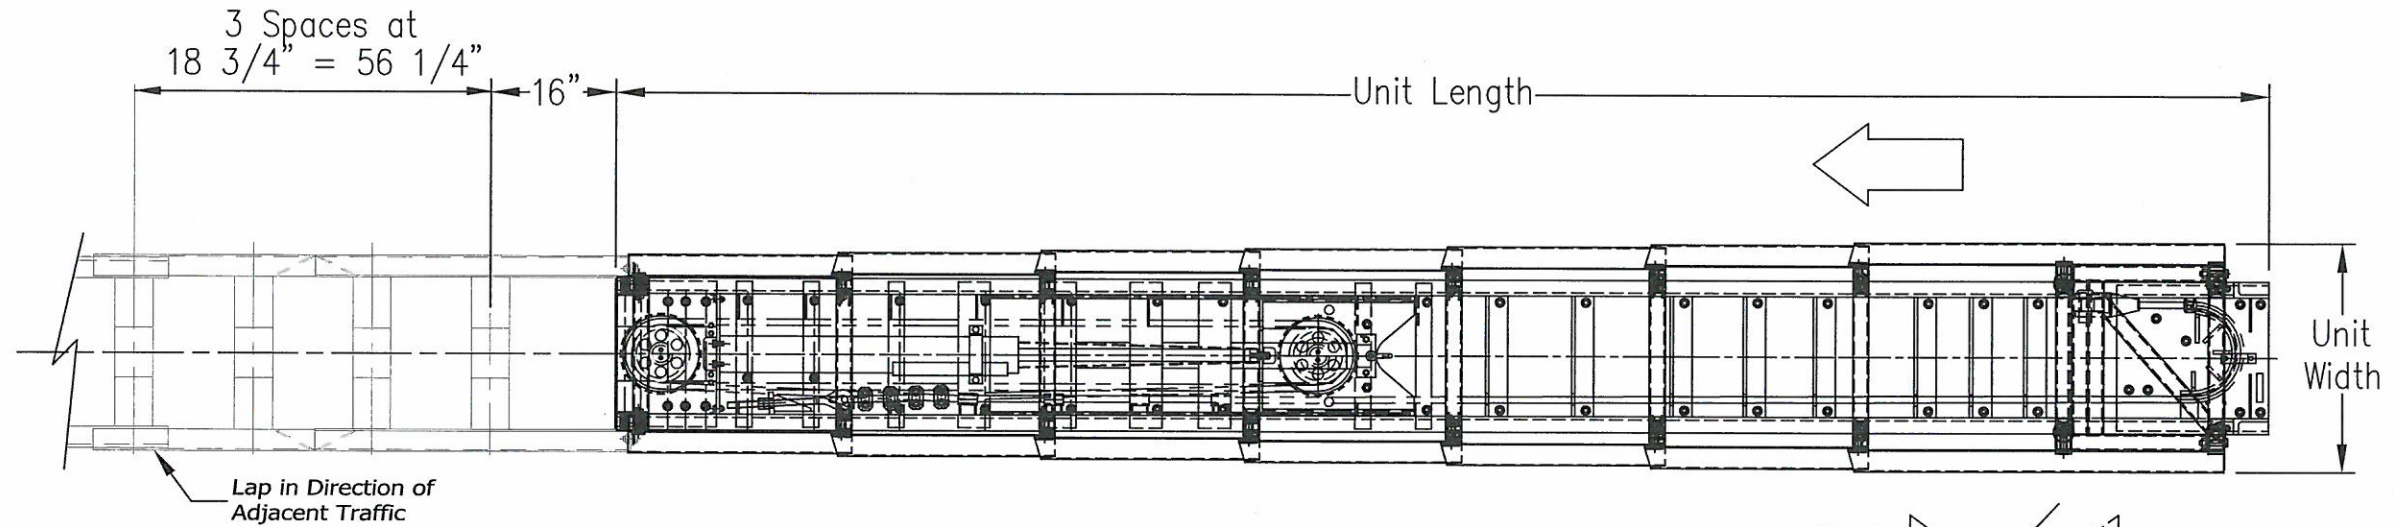 3 Spaces at
18 3/4" = 56 1/4"
16"
Unit Length
Unit
Width
Lap in Direction of
Adjacent Traffic